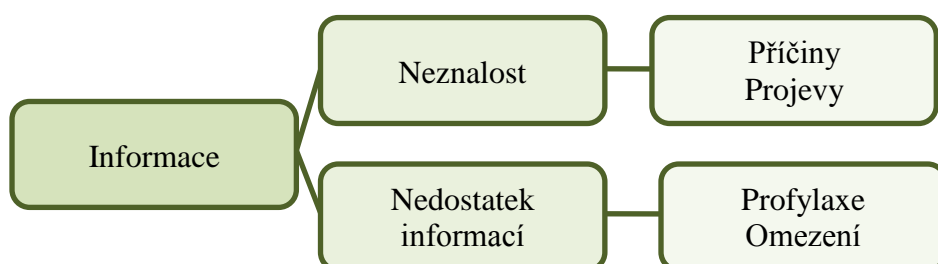 Informace
Neznalost
Příčiny
Projevy
Nedostatek
informací
Profylaxe
Omezení